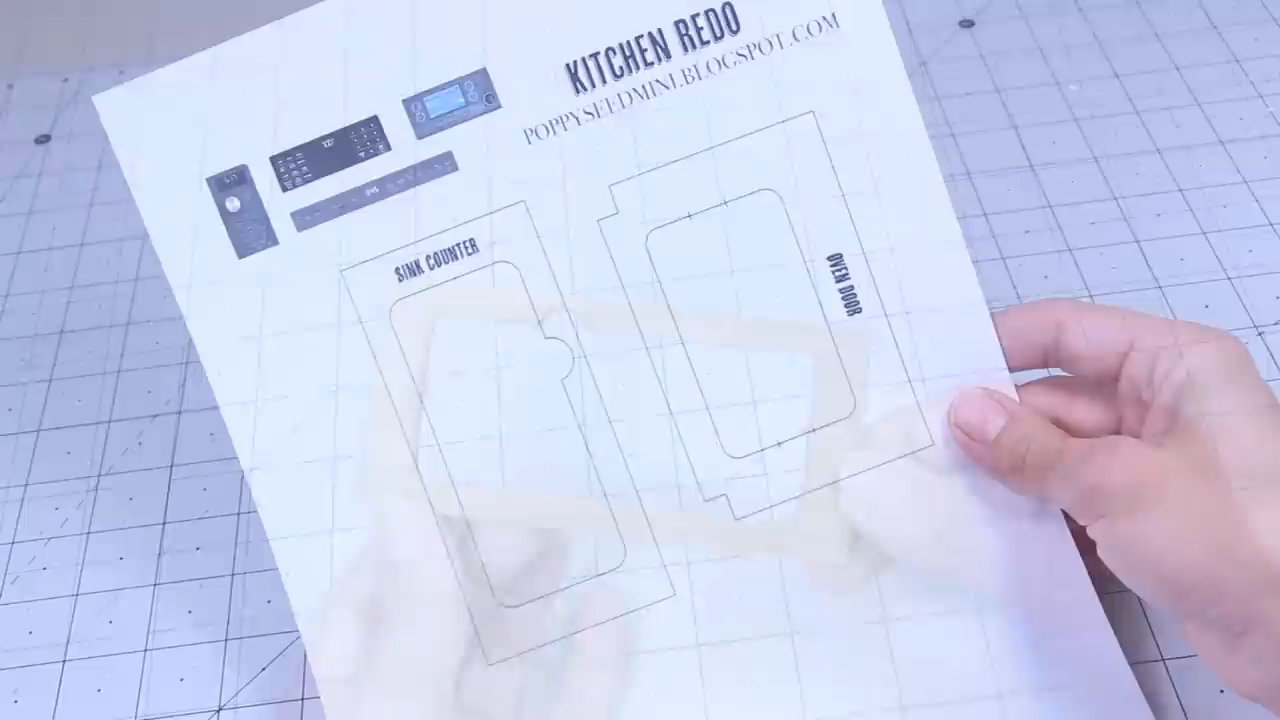 KITCHEN REDO
POPPYSEEDMINI.BLOGSPOT.COM
SINK COUNTER
OVEN DOOR